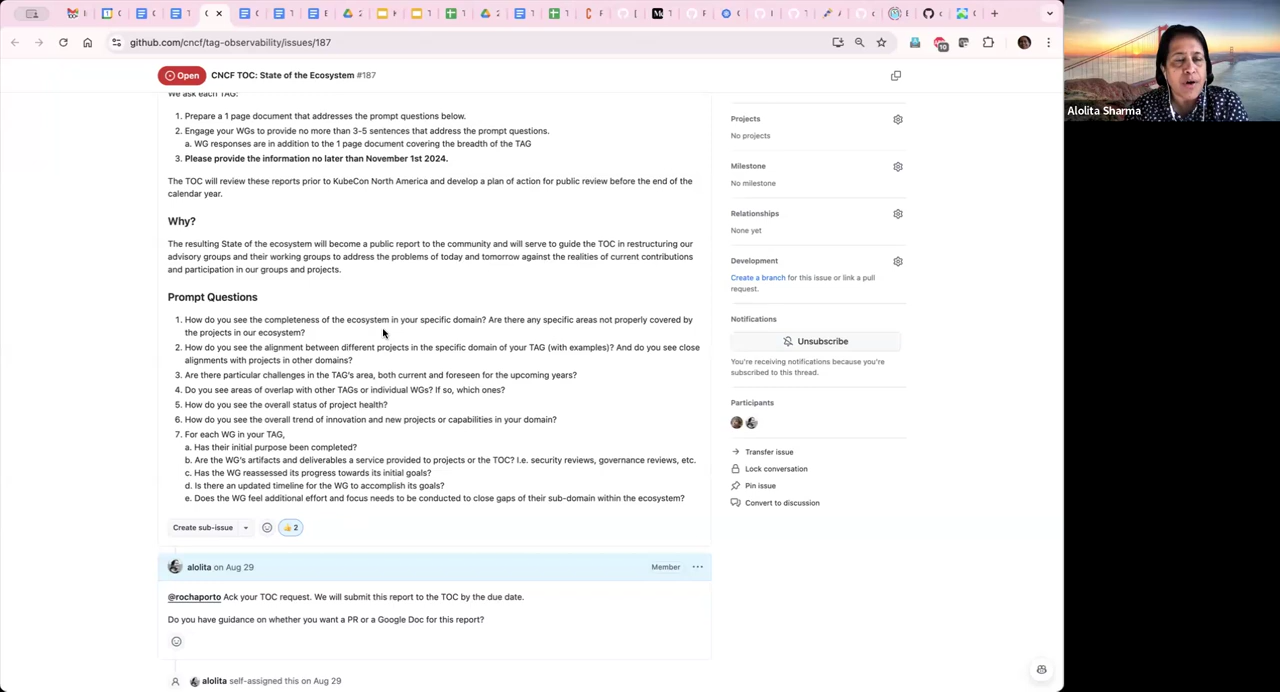 github.com/cncf/tag-observability/issues/187
10
Open
CNCF TOC: State of the Ecosystem #187
We ask each TAG:
1. Prepare a 1 page document that addresses the prompt questions below.
2. Engage your WGs to provide no more than 3-5 sentences that address the prompt questions.
a. WG responses are in addition to the 1 page document covering the breadth of the TAG
3. Please provide the information no later than November 1st 2024.
The TOC will review these reports prior to KubeCon North America and develop a plan of action for public review before the end of the
calendar year.
Why?
The resulting State of the ecosystem will become a public report to the community and will serve to guide the TOC in restructuring our
advisory groups and their working groups to address the problems of today and tomorrow against the realities of current contributions
and participation in our groups and projects.
Prompt Questions
1. How do you see the completeness of the ecosystem in your specific domain? Are there any specific areas not properly covered by
the projects in our ecosystem?
2. How do you see the alignment between different projects in the specific domain of your TAG (with examples)? And do you see close
alignments with projects in other domains?
3. Are there particular challenges in the TAG's area, both current and foreseen for the upcoming years?
4. Do you see areas of overlap with other TAGs or individual WGs? If so, which ones?
5. How do you see the overall status of project health?
6. How do you see the overall trend of innovation and new projects or capabilities in your domain?
7. For each WG in your TAG,
a. Has their initial purpose been completed?
b. Are the WG's artifacts and deliverables a service provided to projects or the TOC? I.e. security reviews, governance reviews, etc.
c. Has the WG reassessed its progress towards its initial goals?
d. Is there an updated timeline for the WG to accomplish its goals?
e. Does the WG feel additional effort and focus needs to be conducted to close gaps of their sub-domain within the ecosystem?
Create sub-issue
👍 2
alolita on Aug 29
Member
@rochaporto Ack your TOC request. We will submit this report to the TOC by the due date.
Do you have guidance on whether you want a PR or a Google Doc for this report?
alolita self-assigned this on Aug 29
Projects
No projects
Milestone
No milestone
Relationships
None yet
Development
Create a branch for this issue or link a pull
request.
Notifications
Unsubscribe
You're receiving notifications because you're
subscribed to this thread.
Participants
Transfer issue
Lock conversation
Pin issue
Convert to discussion
Alolita Sharma